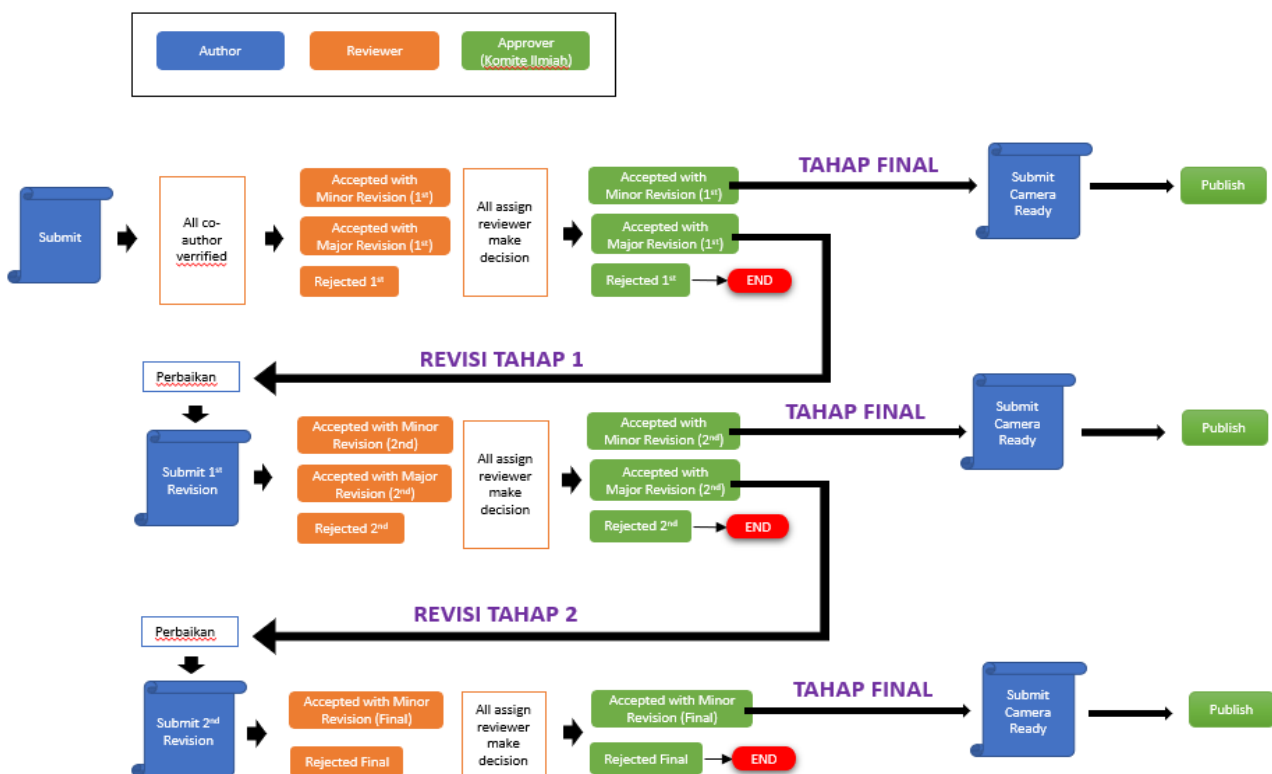 Author
Reviewer
Approver
(Komite Ilmiah)
TAHAP FINAL
Submit
All co-
author
verrified
Accepted with
Minor Revision (1st)
Accepted with
Major Revision (1st)
Rejected 1st
All assign
reviewer
make
decision
Accepted with
Minor Revision (1st)
Accepted with
Major Revision (1st)
Rejected 1st
END
Submit
Camera
Ready
Publish
REVISI TAHAP 1
Perbaikan
TAHAP FINAL
Submit 1st
Revision
Accepted with Minor
Revision (2nd)
Accepted with Major
Revision (2nd)
Rejected 2nd
All assign
reviewer
make
decision
Accepted with
Minor Revision (2nd)
Accepted with
Major Revision (2nd)
Rejected 2nd
END
Submit
Camera
Ready
Publish
REVISI TAHAP 2
Perbaikan
TAHAP FINAL
Submit 2nd
Revision
Accepted with Minor
Revision (Final)
Rejected Final
All assign
reviewer
make
decision
Accepted with Minor
Revision (Final)
Rejected Final
END
Submit
Camera
Ready
Publish